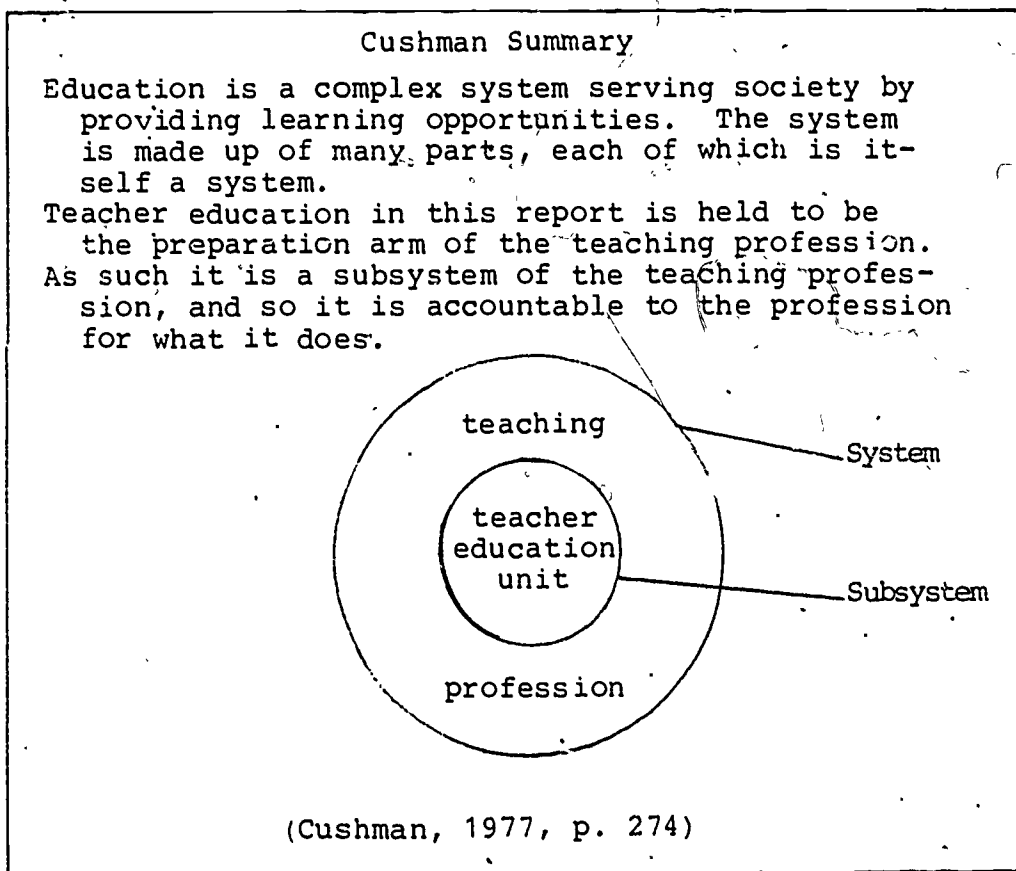 Cushman Summary
Education is a complex system serving society by
providing learning opportunities. The system
is made up of many parts, each of which is it-
self a system.
Teacher education in this report is held to be
the preparation arm of the teaching profession.
As such it is a subsystem of the teaching profes-
sion, and so it is accountable to the profession
for what it does.
teaching
System
teacher
education
unit
Subsystem
profession
(Cushman, 1977, p. 274)